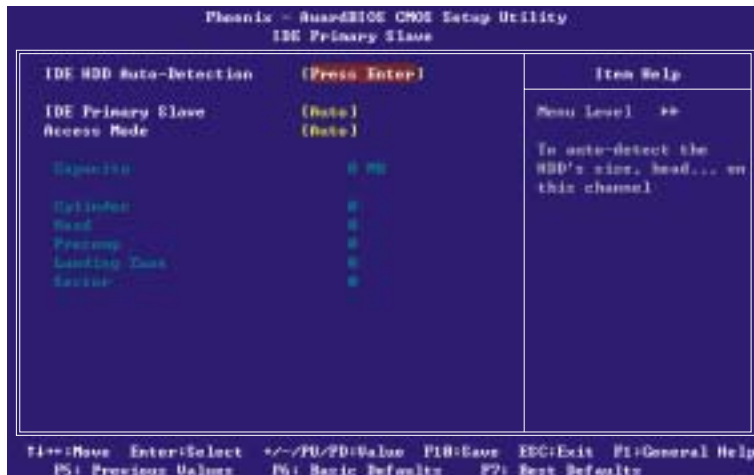 Phoenix - AwardBIOS CMOS Setup Utility
IDE Primary Slave
IDE HDD Auto-Detection [Press Enter]
Item Help
IDE Primary Slave [Auto]
Access Mode [Auto]
Menu Level ▸▸
To auto-detect the
HDD's size, head... on
this channel
Capacity 0 MB
Cylinder 0
Head 0
Precomp 0
Landing Zone 0
Sector 0
↑↓→←:Move Enter:Select +/-/PU/PD:Value F10:Save ESC:Exit F1:General Help
F5: Previous Values F6: Basic Defaults F7: Best Defaults